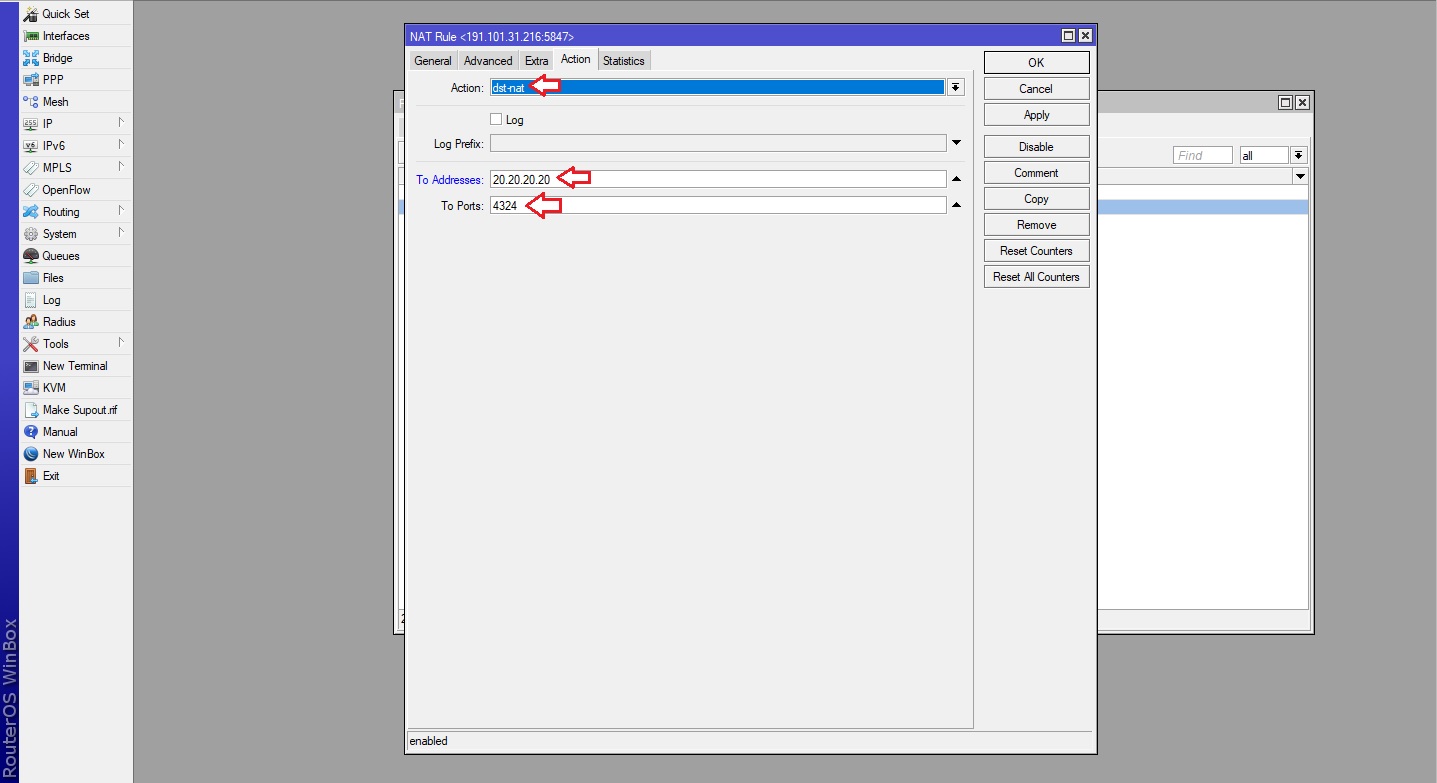 Quick Set
Interfaces
Bridge
PPP
Mesh
IP
IPv6
MPLS
OpenFlow
Routing
System
Queues
Files
Log
Radius
Tools
New Terminal
KVM
Make Supout.rif
Manual
New WinBox
Exit
RouterOS WinBox
NAT Rule <191.101.31.216:5847>
General Advanced Extra Action Statistics
Action: dst-nat
Log
Log Prefix:
To Addresses: 20.20.20.20
To Ports: 4324
enabled
OK
Cancel
Apply
Disable
Comment
Copy
Remove
Reset Counters
Reset All Counters
Find all